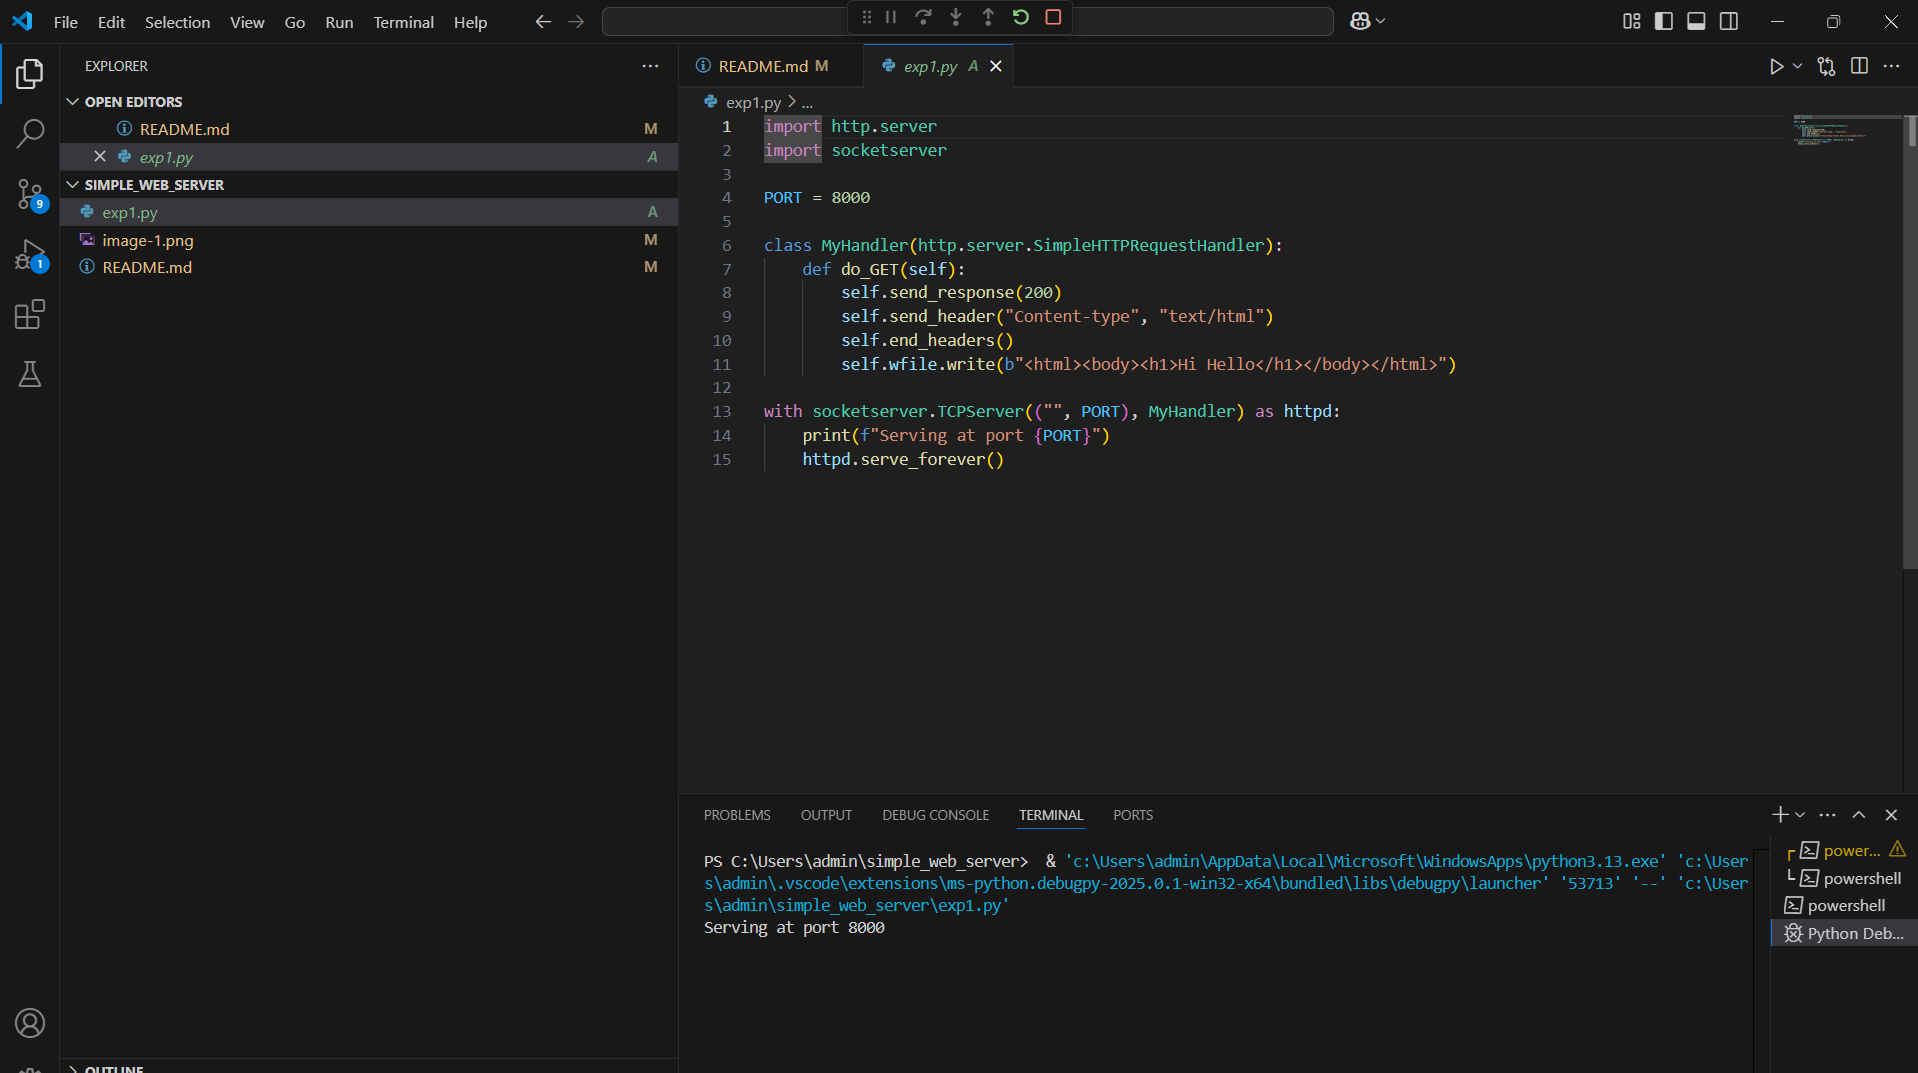 File Edit Selection View Go Run Terminal Help
EXPLORER
OPEN EDITORS
README.md M
exp1.py A
SIMPLE_WEB_SERVER
exp1.py A
image-1.png M
README.md M
OUTLINE
9
1
README.md M
exp1.py A
exp1.py > ...
1 import http.server
2 import socketserver
3
4 PORT = 8000
5
6 class MyHandler(http.server.SimpleHTTPRequestHandler):
7 def do_GET(self):
8 self.send_response(200)
9 self.send_header("Content-type", "text/html")
10 self.end_headers()
11 self.wfile.write(b"<html><body><h1>Hi Hello</h1></body></html>")
12
13 with socketserver.TCPServer(("", PORT), MyHandler) as httpd:
14 print(f"Serving at port {PORT}")
15 httpd.serve_forever()
PROBLEMS OUTPUT DEBUG CONSOLE TERMINAL PORTS
PS C:\Users\admin\simple_web_server> & 'c:\Users\admin\AppData\Local\Microsoft\WindowsApps\python3.13.exe' 'c:\User
s\admin\.vscode\extensions\ms-python.debugpy-2025.0.1-win32-x64\bundled\libs\debugpy\launcher' '53713' '--' 'c:\User
s\admin\simple_web_server\exp1.py'
Serving at port 8000
power...
powershell
powershell
Python Deb...